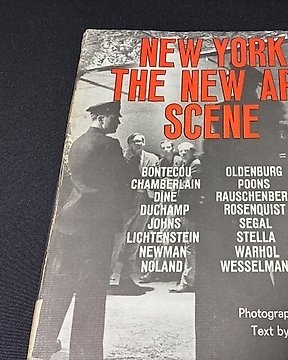 NEW YORK
THE NEW AR
SCENE
BONTECOU OLDENBURG
CHAMBERLAIN POONS
DINE RAUSCHENBER
DUCHAMP ROSENQUIST
JOHNS SEGAL
LICHTENSTEIN STELLA
NEWMAN WARHOL
NOLAND WESSELMAN
Photograp
Text by